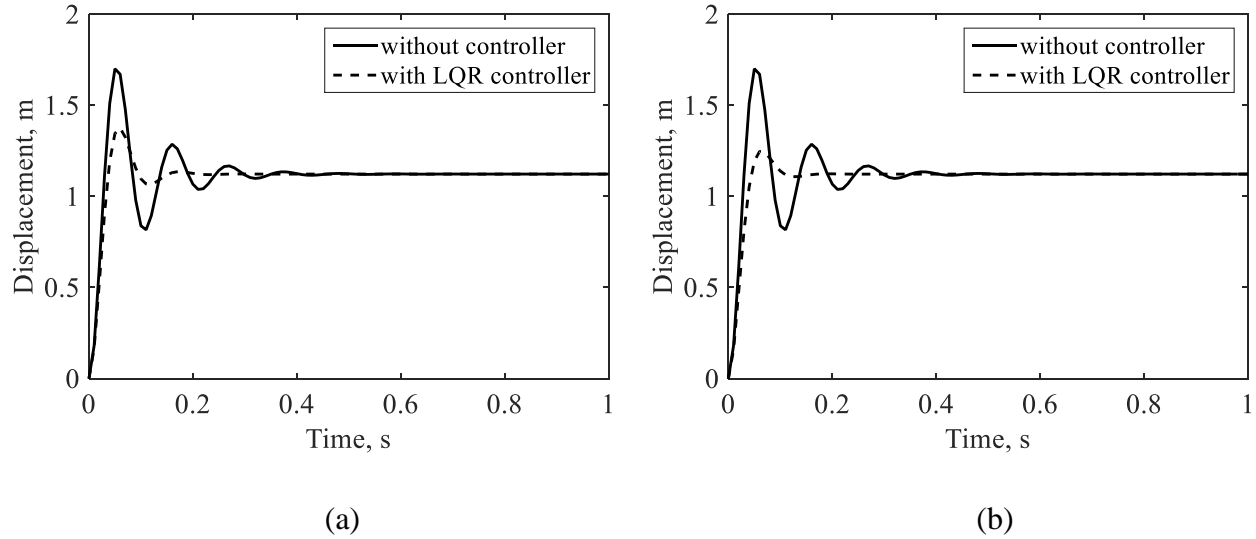 2
1.5
1
0.5
0
Displacement, m
without controller
with LQR controller
0 0.2 0.4 0.6 0.8 1
Time, s
(a)
2
1.5
1
0.5
0
Displacement, m
without controller
with LQR controller
0 0.2 0.4 0.6 0.8 1
Time, s
(b)